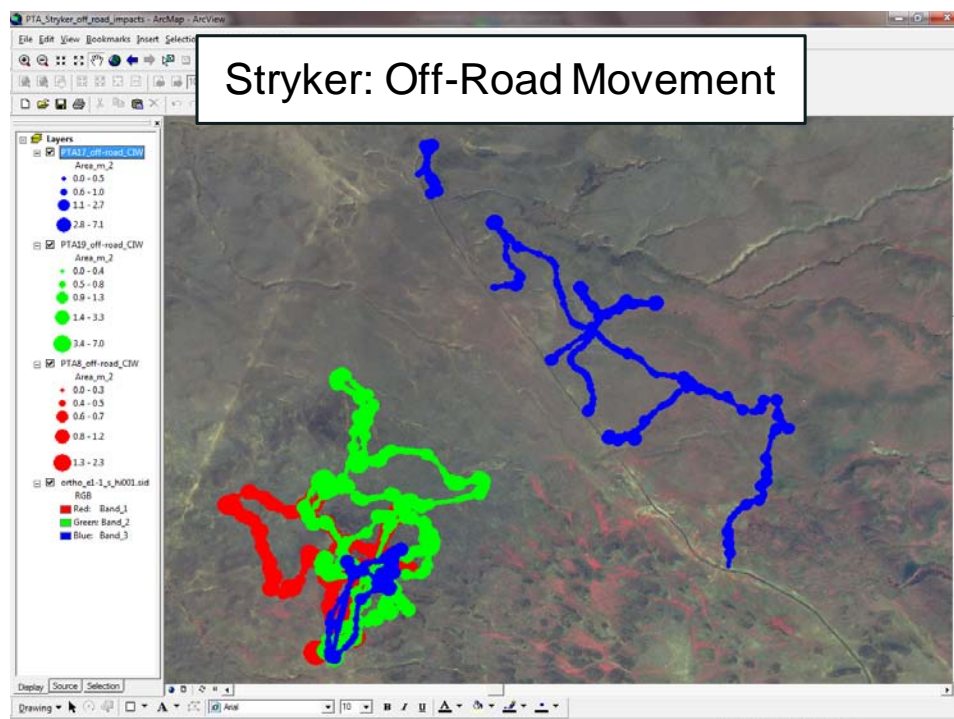 PTA_Stryker_off_road_impacts - ArcMap - ArcView
File Edit View Bookmarks Insert Selectio
Stryker: Off-Road Movement
Layers
PTA17_off-road_CIW
Area_m_2
0.0 - 0.5
0.6 - 1.0
1.1 - 2.7
2.8 - 7.1
PTA19_off-road_CIW
Area_m_2
0.0 - 0.4
0.5 - 0.8
0.9 - 1.3
1.4 - 3.3
3.4 - 7.0
PTA8_off-road_CIW
Area_m_2
0.0 - 0.3
0.4 - 0.5
0.6 - 0.7
0.8 - 1.2
1.3 - 2.3
ortho_e1-1_s_hi001.sid
RGB
Red: Band_1
Green: Band_2
Blue: Band_3
Display Source Selection
Drawing A Arial 10 B I U A